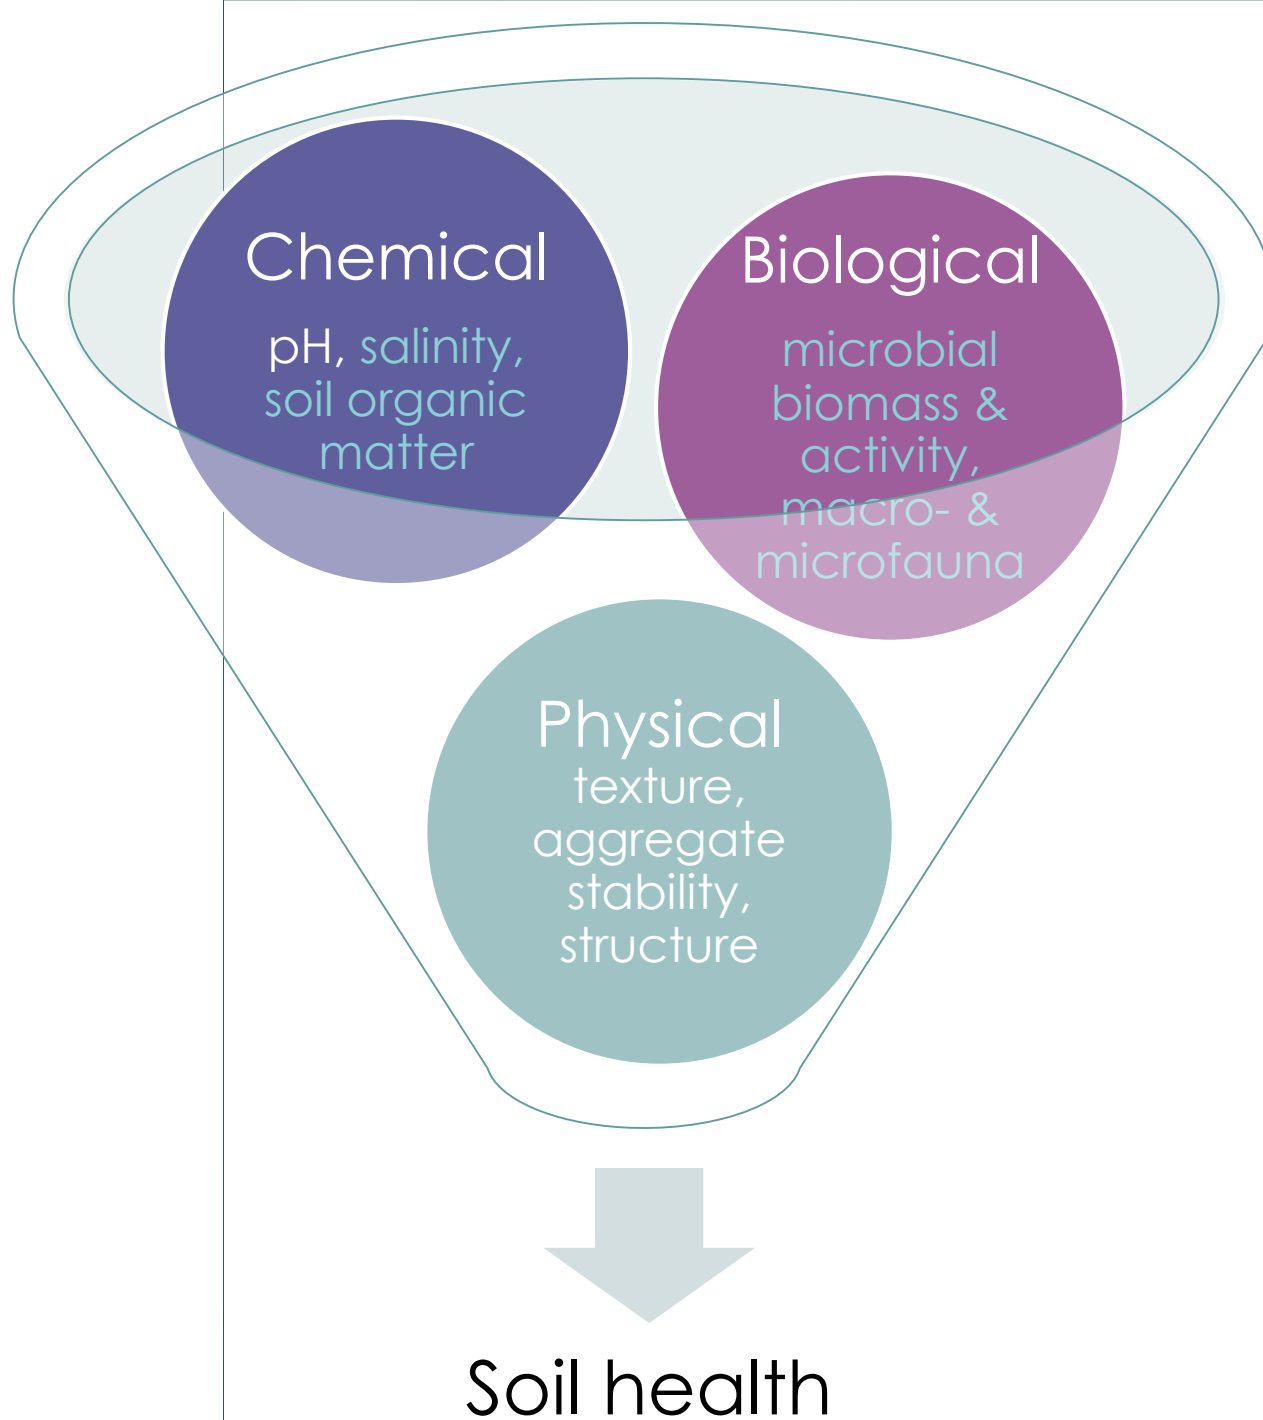 Chemical
pH, salinity,
soil organic
matter
Biological
microbial
biomass &
activity,
macro- &
microfauna
Physical
texture,
aggregate
stability,
structure
Soil health